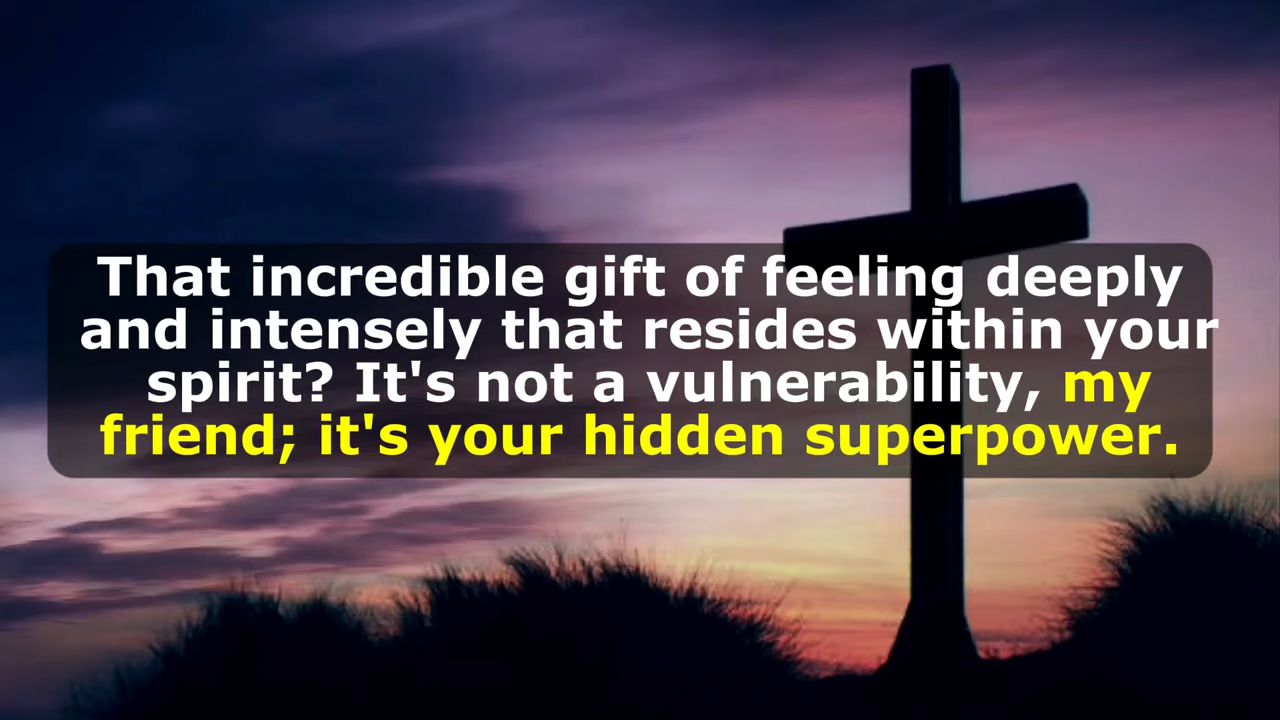 That incredible gift of feeling deeply
and intensely that resides within your
spirit? It's not a vulnerability, my
friend; it's your hidden superpower.